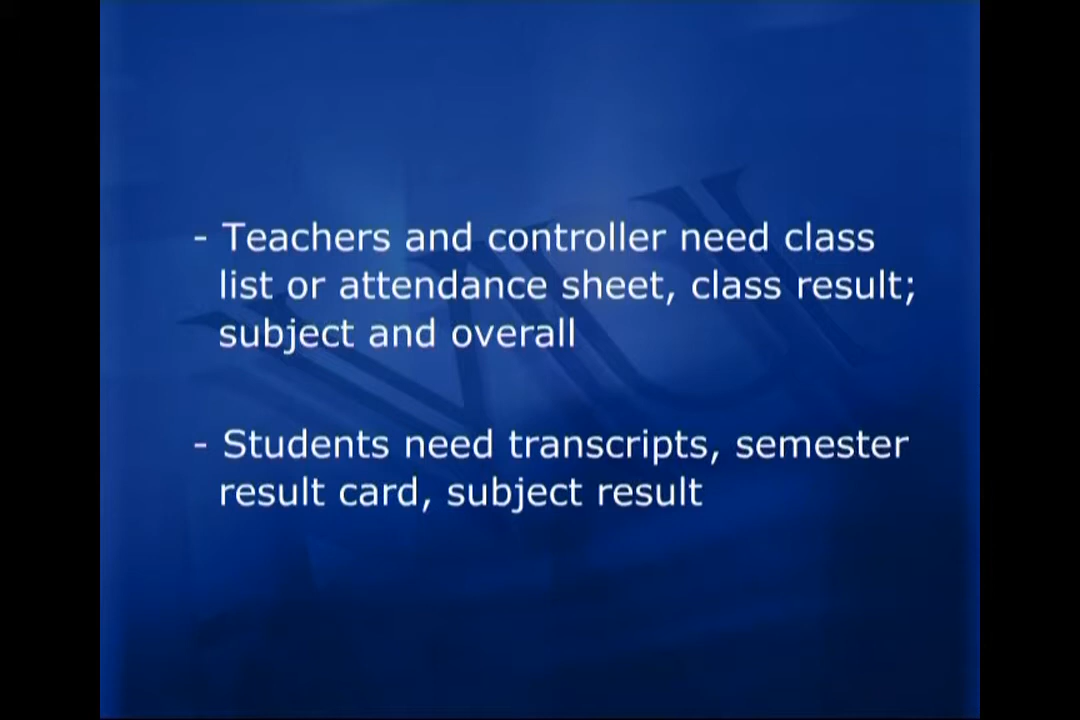 - Teachers and controller need class
list or attendance sheet, class result;
subject and overall
- Students need transcripts, semester
result card, subject result
VU